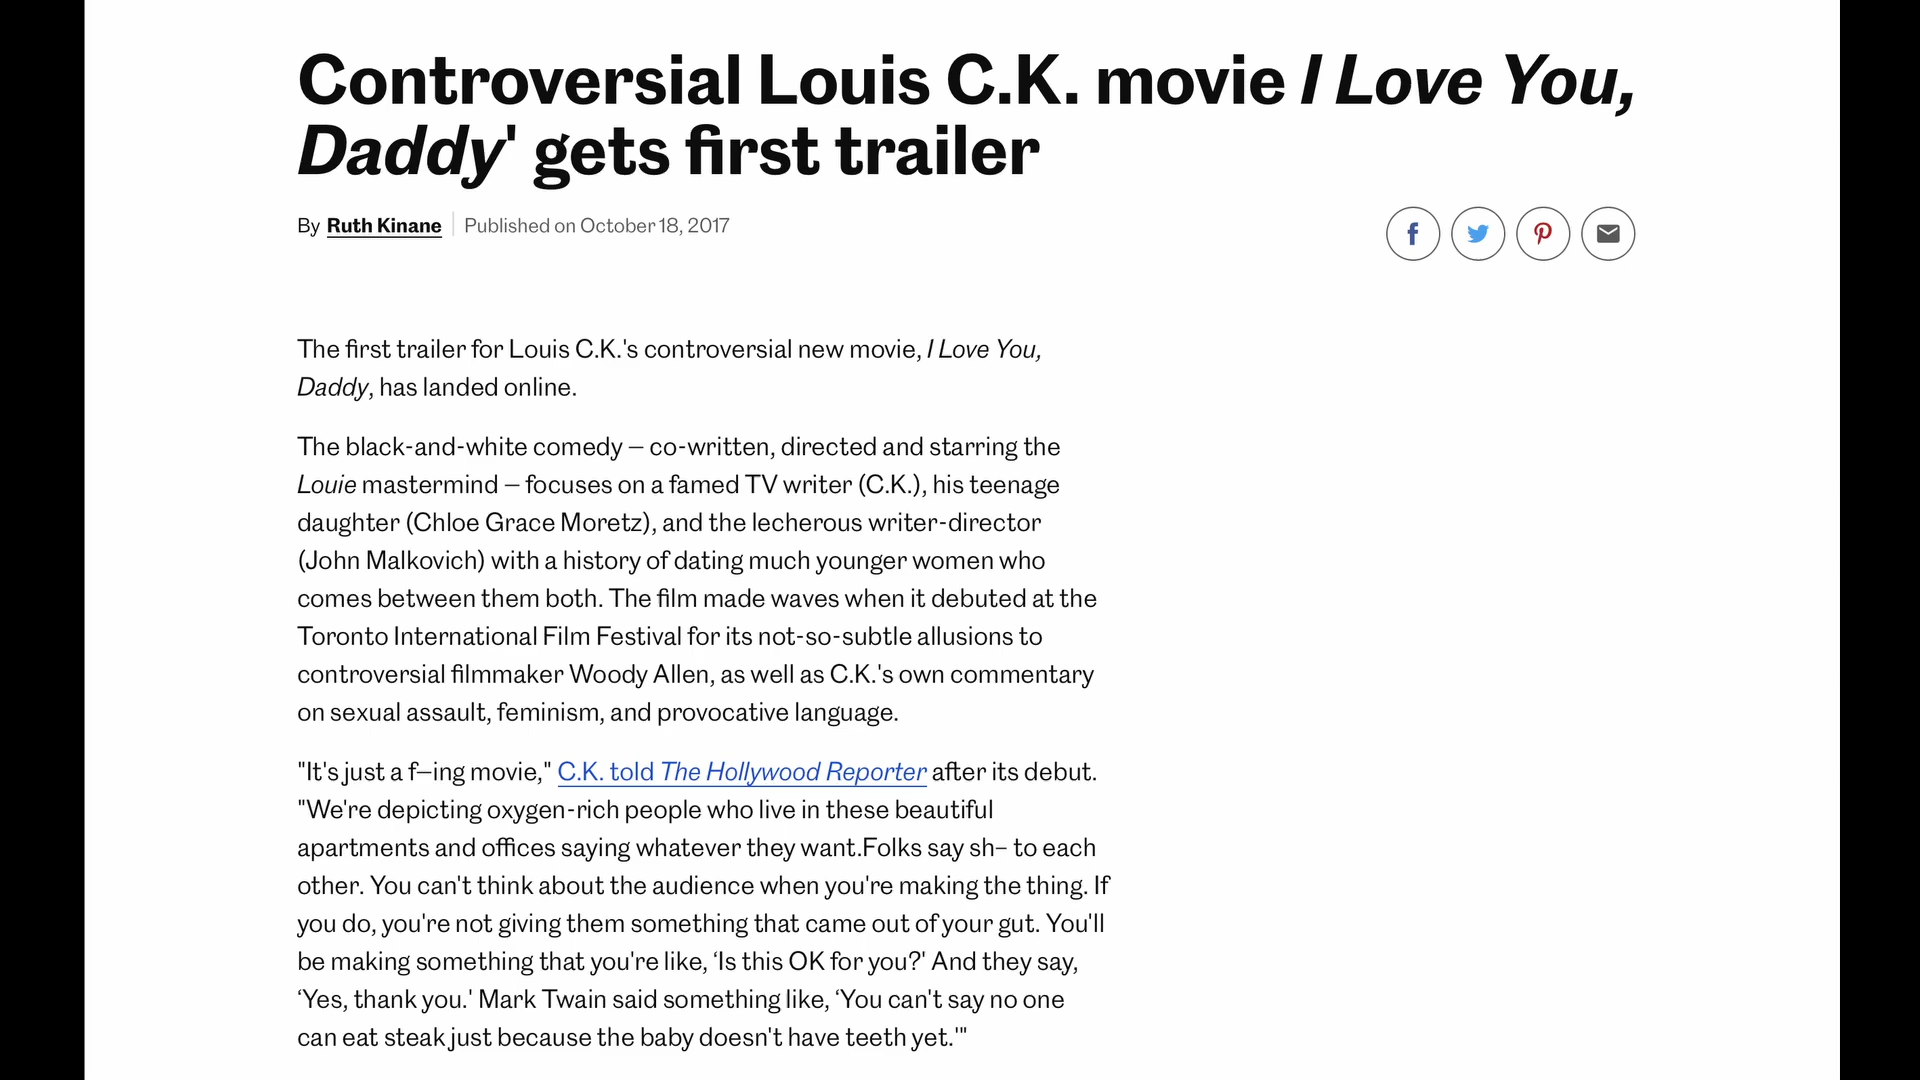 Controversial Louis C.K. movie I Love You,
Daddy' gets first trailer
By Ruth Kinane Published on October 18, 2017
The first trailer for Louis C.K.'s controversial new movie, I Love You,
Daddy, has landed online.
The black-and-white comedy — co-written, directed and starring the
Louie mastermind — focuses on a famed TV writer (C.K.), his teenage
daughter (Chloe Grace Moretz), and the lecherous writer-director
(John Malkovich) with a history of dating much younger women who
comes between them both. The film made waves when it debuted at the
Toronto International Film Festival for its not-so-subtle allusions to
controversial filmmaker Woody Allen, as well as C.K.'s own commentary
on sexual assault, feminism, and provocative language.
"It's just a f—ing movie," C.K. told The Hollywood Reporter after its debut.
"We're depicting oxygen-rich people who live in these beautiful
apartments and offices saying whatever they want.Folks say sh– to each
other. You can't think about the audience when you're making the thing. If
you do, you're not giving them something that came out of your gut. You'll
be making something that you're like, ‘Is this OK for you?' And they say,
‘Yes, thank you.' Mark Twain said something like, ‘You can't say no one
can eat steak just because the baby doesn't have teeth yet.'"